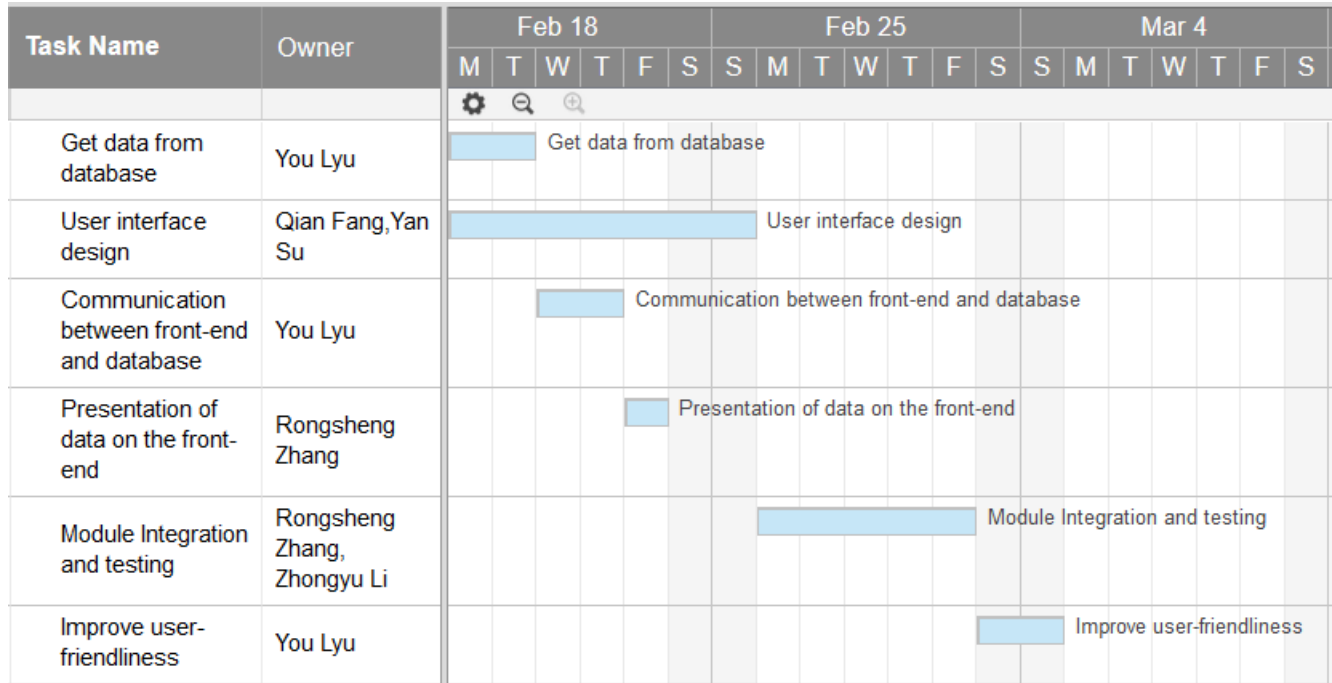 Task Name
Owner
Feb 18
Feb 25
Mar 4
M T W T F S S M T W T F S S M T W T F S
Get data from
database
You Lyu
Get data from database
User interface
design
Qian Fang,Yan
Su
User interface design
Communication
between front-end
and database
You Lyu
Communication between front-end and database
Presentation of
data on the front-
end
Rongsheng
Zhang
Presentation of data on the front-end
Module Integration
and testing
Rongsheng
Zhang,
Zhongyu Li
Module Integration and testing
Improve user-
friendliness
You Lyu
Improve user-friendliness